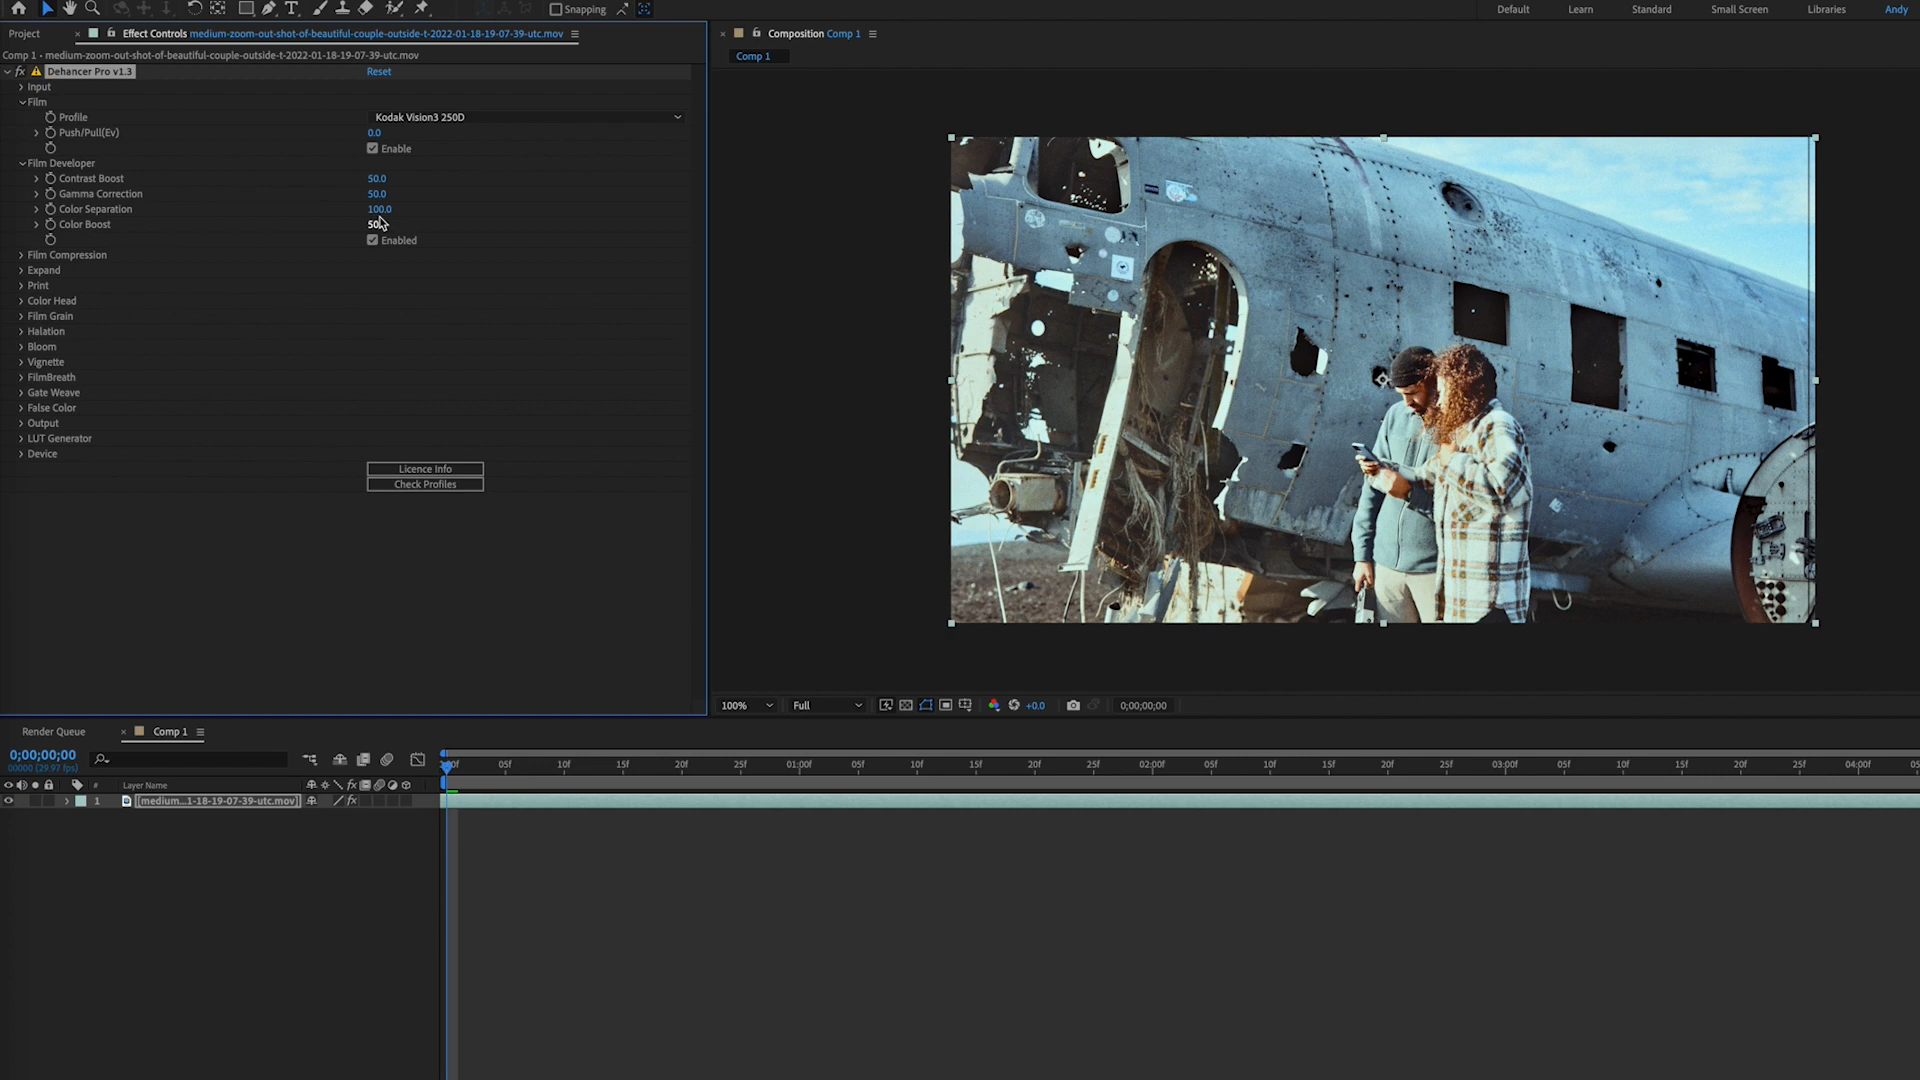 Snapping
Default
Learn
Standard
Small Screen
Libraries
Andy
Project
Effect Controls medium-zoom-out-shot-of-beautiful-couple-outside-t-2022-01-18-19-07-39-utc.mov
Composition Comp 1
Comp 1 • medium-zoom-out-shot-of-beautiful-couple-outside-t-2022-01-18-19-07-39-utc.mov
Comp 1
fx Dehancer Pro v1.3 Reset
Input
Film
Profile Kodak Vision3 250D
Push/Pull(Ev) 0.0
Enable
Film Developer
Contrast Boost 50.0
Gamma Correction 50.0
Color Separation 100.0
Color Boost 50
Enabled
Film Compression
Expand
Print
Color Head
Film Grain
Halation
Bloom
Vignette
FilmBreath
Gate Weave
False Color
Output
LUT Generator
Device
Licence Info
Check Profiles
100% Full +0.0 0;00;00;00
Render Queue Comp 1
0;00;00;00
00000 (29.97 fps)
05f 10f 15f 20f 25f 01:00f 05f 10f 15f 20f 25f 02:00f 05f 10f 15f 20f 25f 03:00f 05f 10f 15f 20f 25f 04:00f
# Layer Name fx
1 [medium...1-18-19-07-39-utc.mov] fx